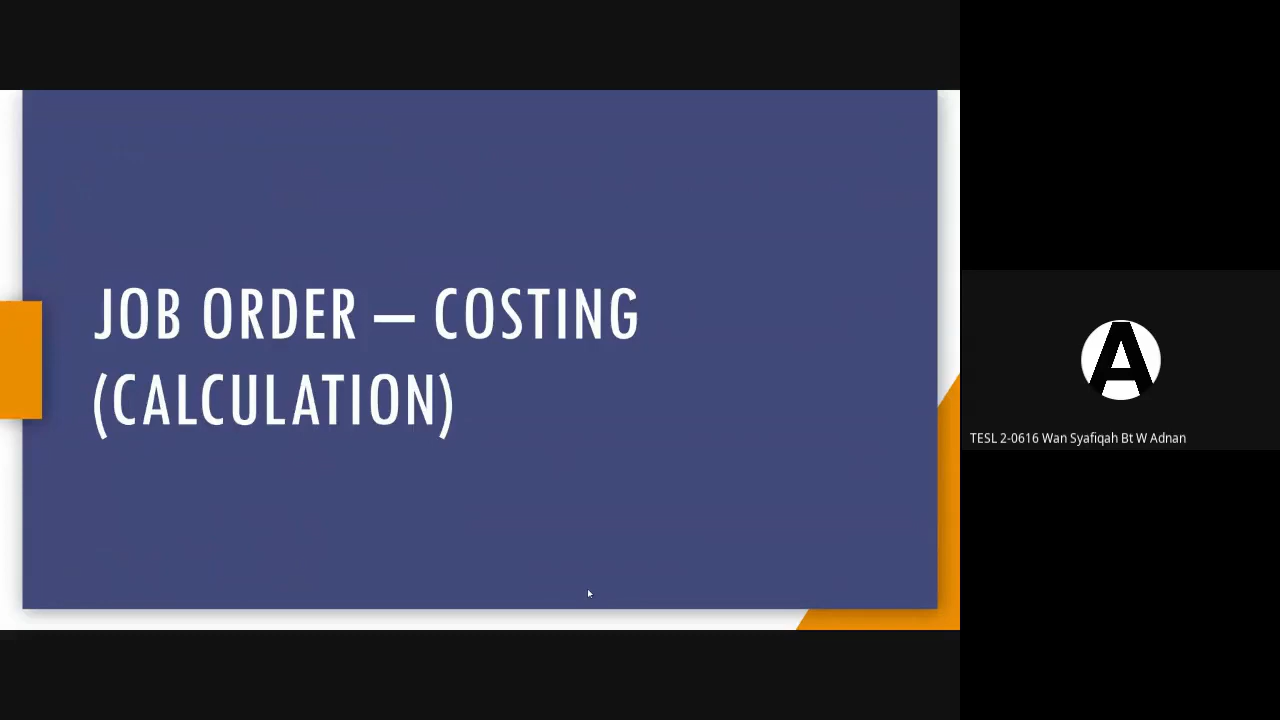 JOB ORDER – COSTING
(CALCULATION)
A
TESL 2-0616 Wan Syafiqah Bt W Adnan